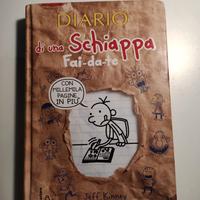 DIARIO
di una Schiappa
Fai-da-te
CON
MILLEMILA
PAGINE
IN PIÙ
Jeff Kinney